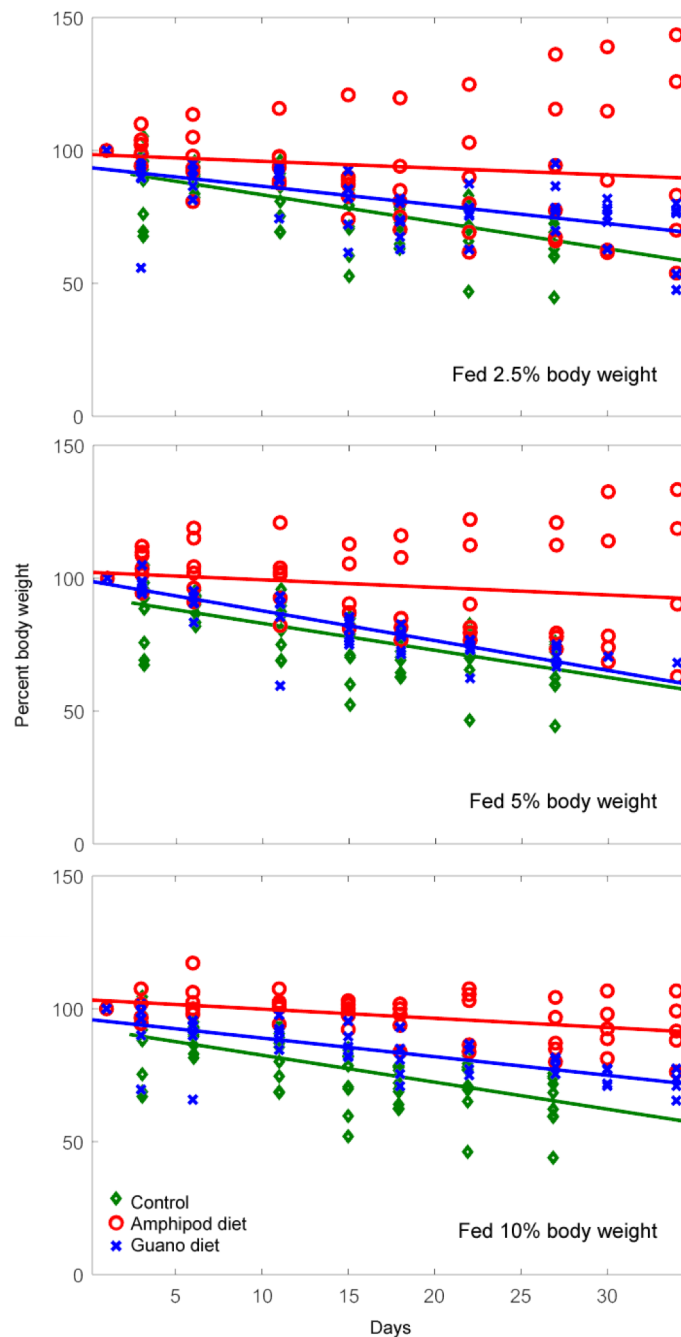 150
100
50
0
Fed 2.5% body weight
150
100
50
0
Fed 5% body weight
Percent body weight
150
100
50
0
Control
Amphipod diet
Guano diet
Fed 10% body weight
5 10 15 20 25 30
Days